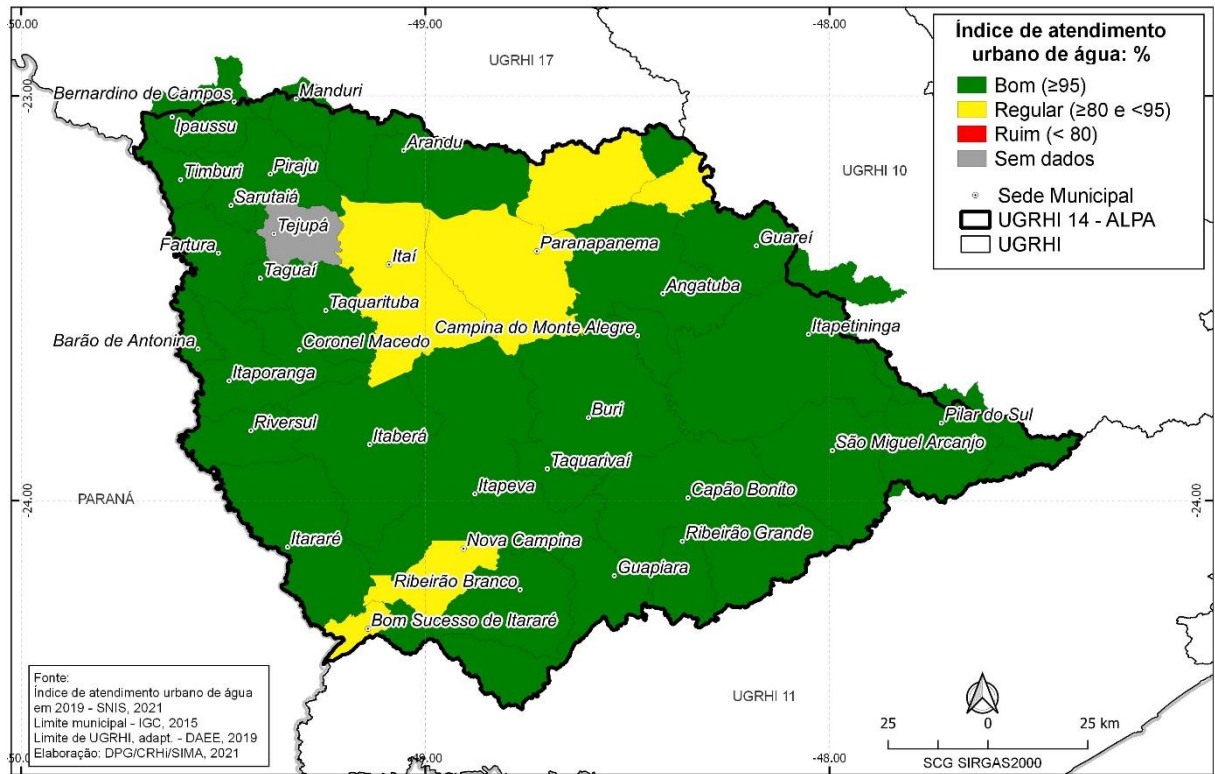 -50.00
-49.00
-48.00
Índice de atendimento
urbano de água: %
Bom (≥95)
Regular (≥80 e <95)
Ruim (< 80)
Sem dados
Sede Municipal
UGRHI 14 - ALPA
UGRHI
UGRHI 17
-23.00
-23.00
Bernardino de Campos
Manduri
Ipaussu
Arandu
Timburi
Piraju
UGRHI 10
Sarutaiá
Tejupá
Fartura
Itaí
Paranapanema
Guareí
Taguaí
Angatuba
Taquarituba
Campina do Monte Alegre
Itapetininga
Barão de Antonina
Coronel Macedo
Itaporanga
Buri
Pilar do Sul
Riversul
Itaberá
São Miguel Arcanjo
Taquarivaí
PARANÁ
-24.00
-24.00
Itapeva
Capão Bonito
Itararé
Nova Campina
Ribeirão Grande
Ribeirão Branco
Guapiara
Bom Sucesso de Itararé
Fonte:
Índice de atendimento urbano de água
em 2019 - SNIS, 2021
Limite municipal - IGC, 2015
Limite de UGRHI, adapt. - DAEE, 2019
Elaboração: DPG/CRHi/SIMA, 2021
UGRHI 11
25 0 25 km
SCG SIRGAS2000
-50.00
-49.00
-48.00